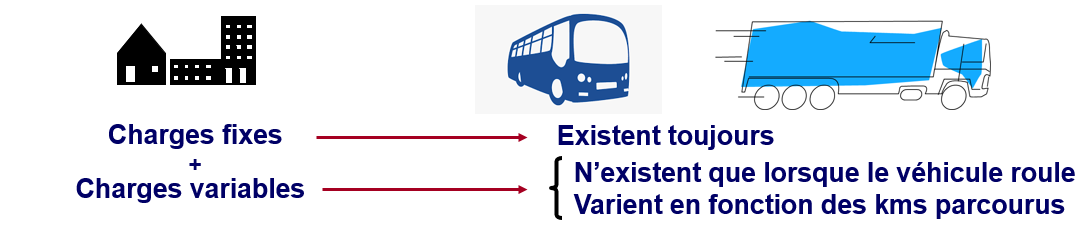 Charges fixes
Existent toujours
+
Charges variables
N’existent que lorsque le véhicule roule
Varient en fonction des kms parcourus